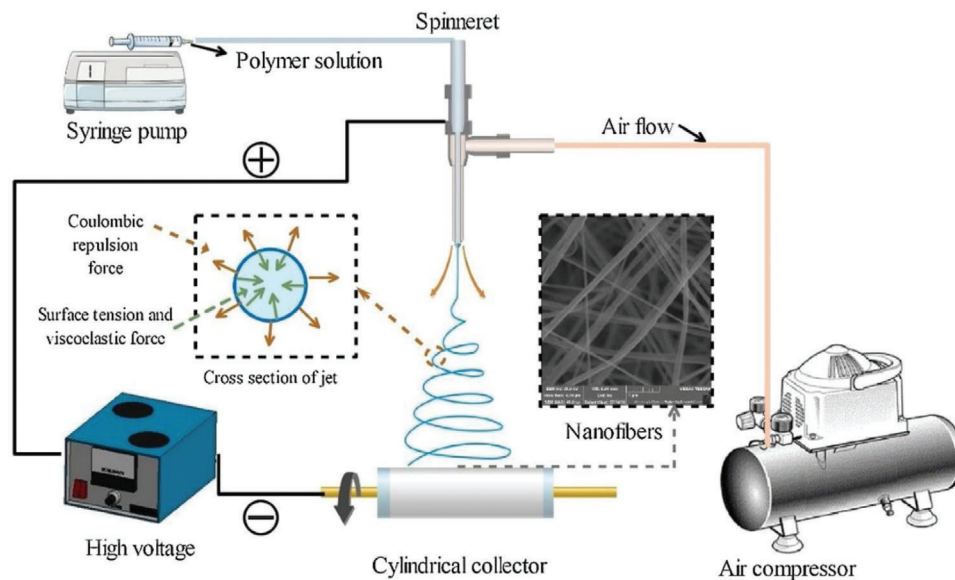 Spinneret
Polymer solution
Syringe pump
Air flow
+
Coulombic
repulsion
force
Surface tension and
viscoelastic force
Cross section of jet
Nanofibers
−
High voltage
Cylindrical collector
Air compressor